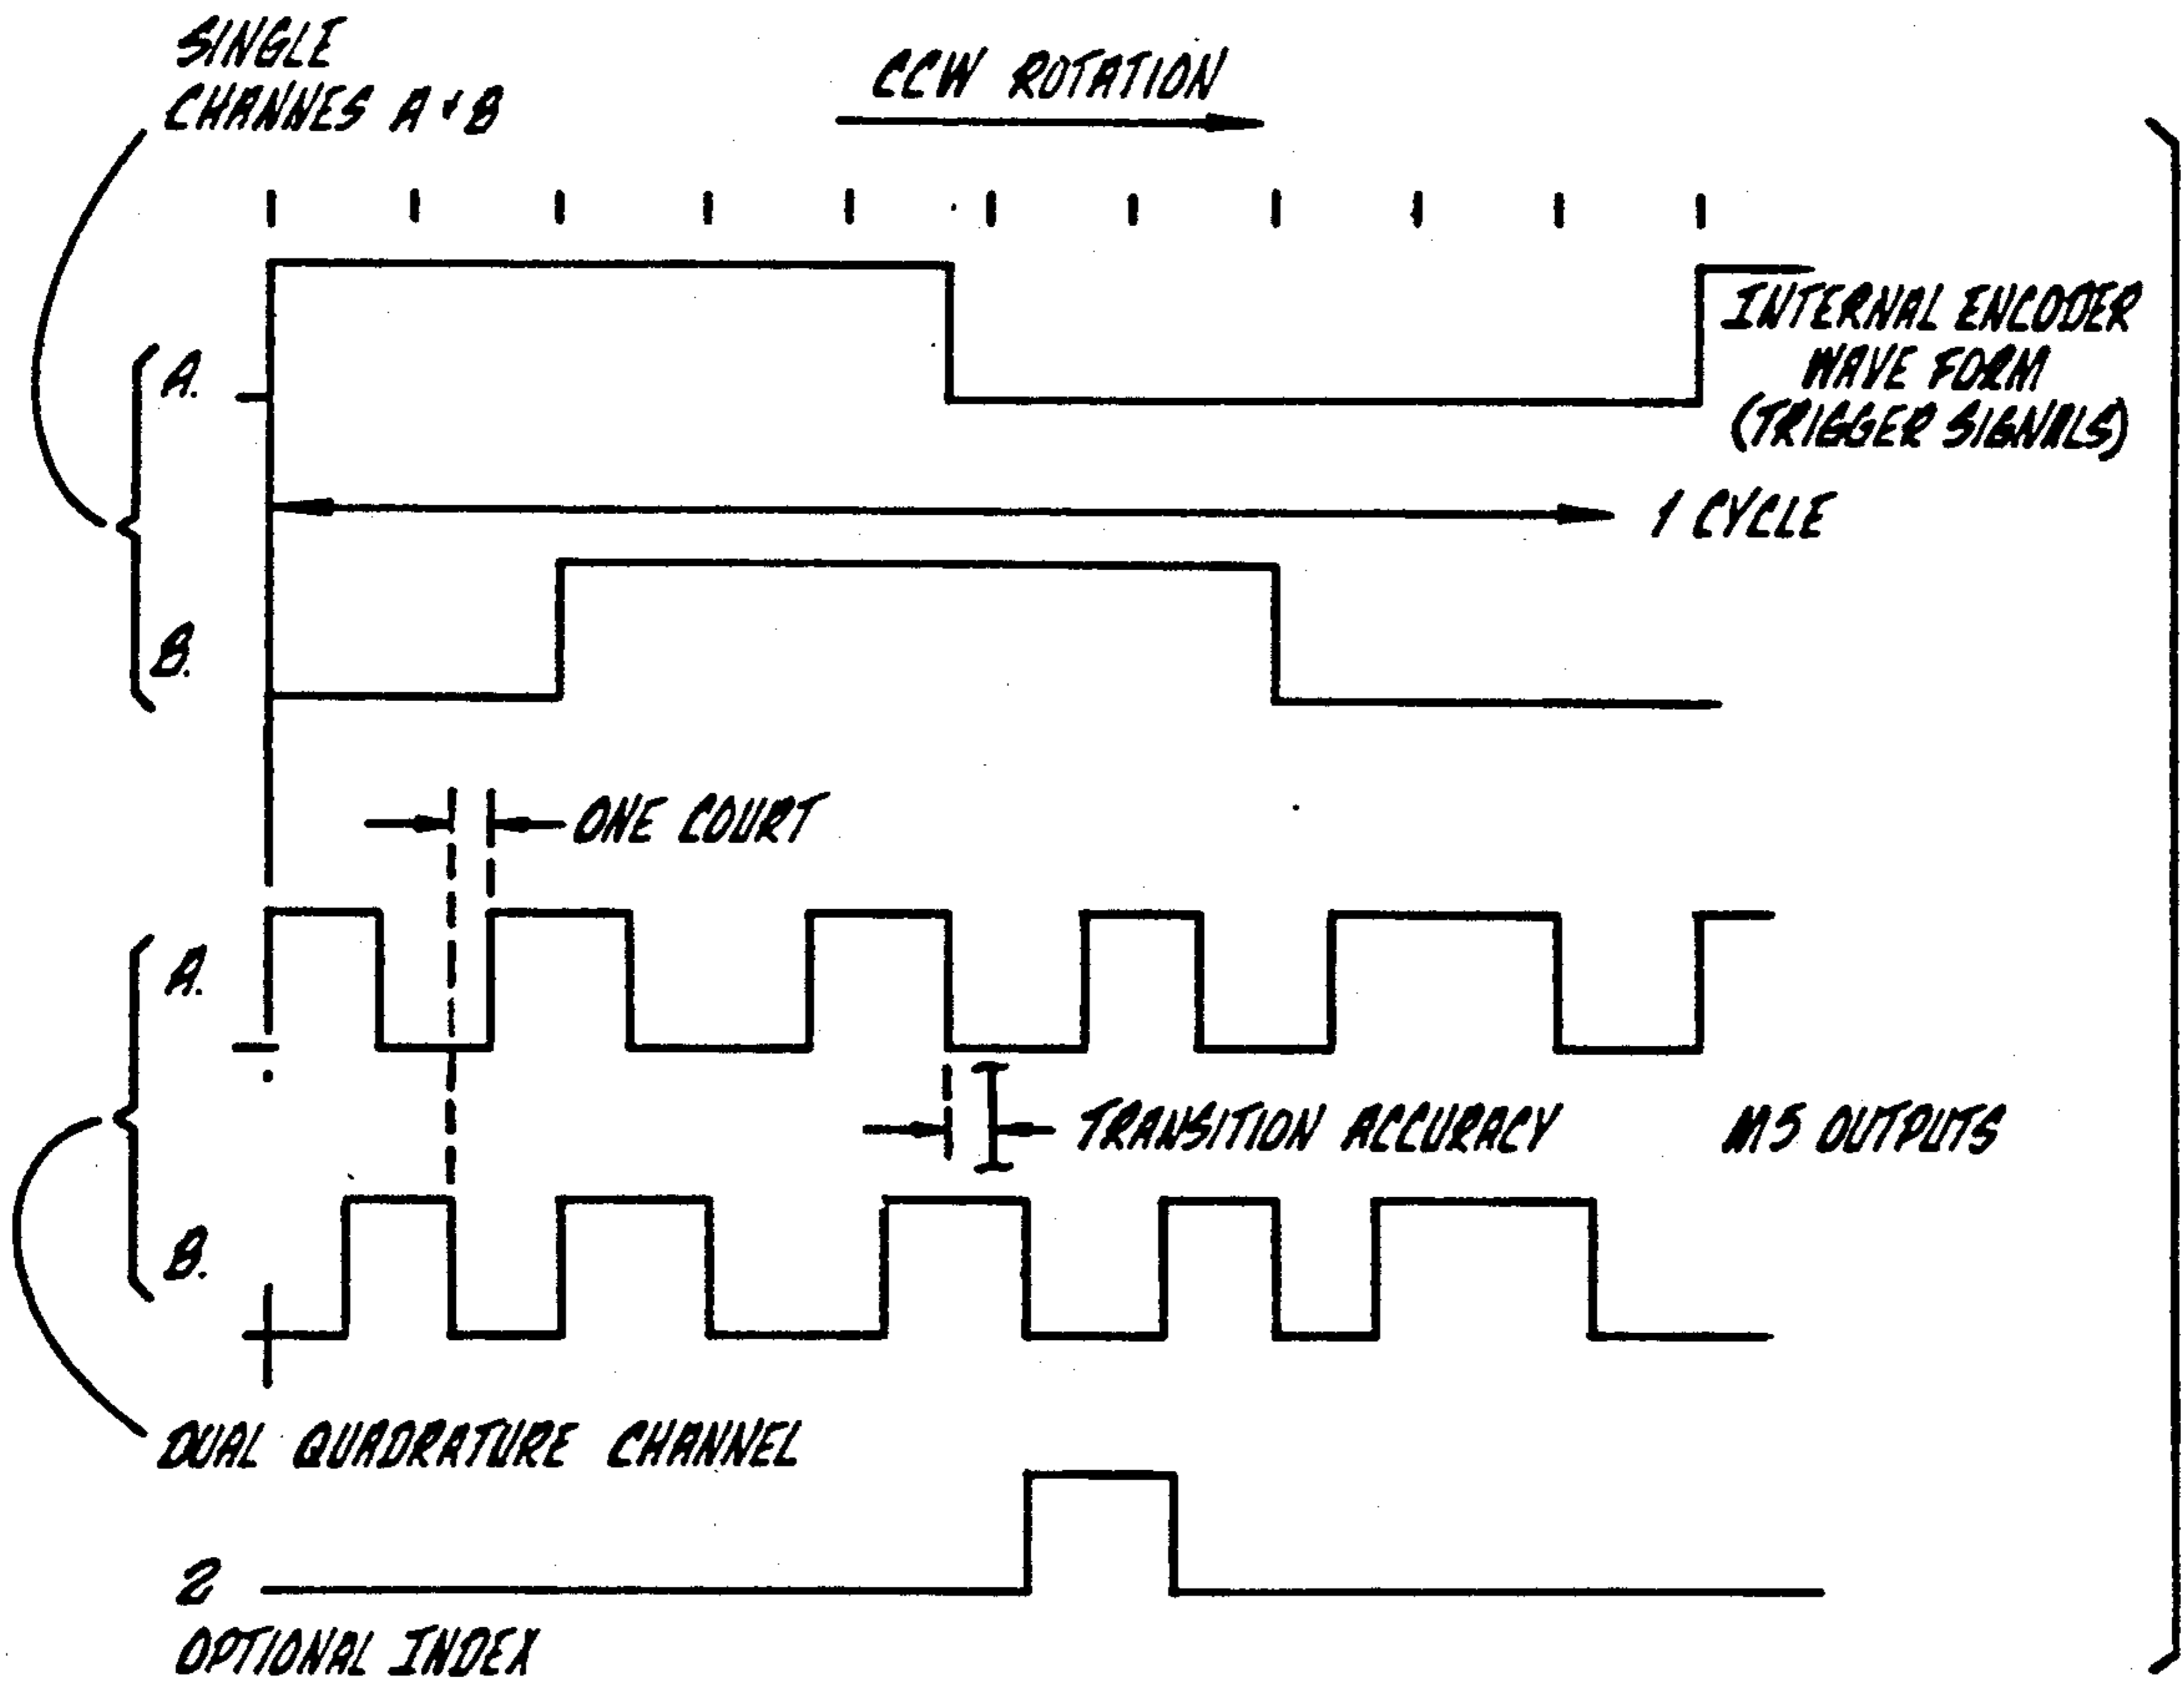 SINGLE
CHANNES A & B
CCW ROTATION
A.
INTERNAL ENCODER
WAVE FORM
(TRIGGER SIGNALS)
1 CYCLE
B.
ONE COURT
A.
TRANSITION ACCURACY
M5 OUTPUTS
B.
DUAL QUADRATURE CHANNEL
2
OPTIONAL INDEX